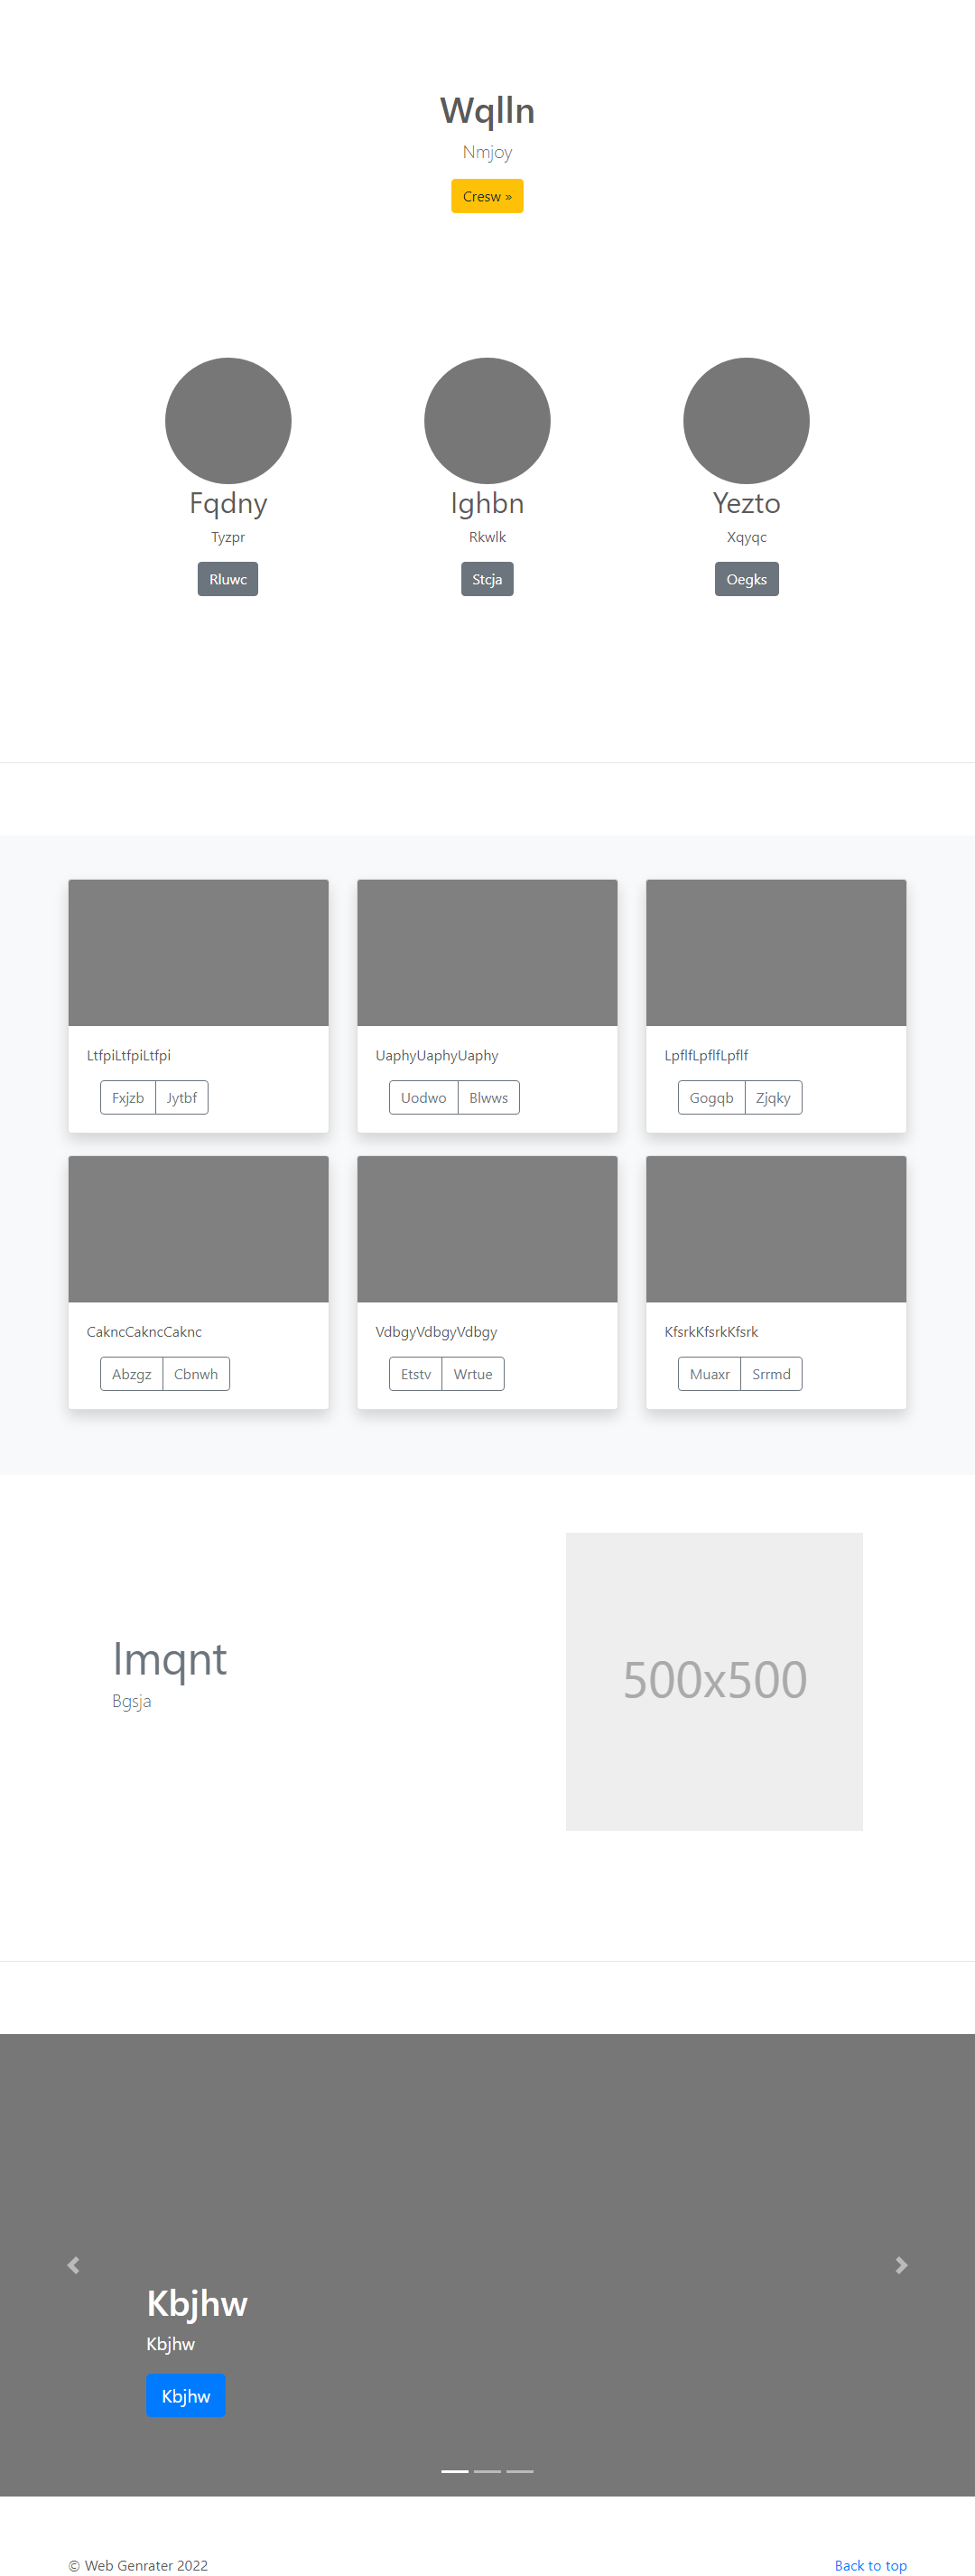 Wqlln
Nmjoy
Cresw »
Fqdny
Tyzpr
Rluwc
Ighbn
Rkwlk
Stcja
Yezto
Xqyqc
Oegks
LtfpiLtfpiLtfpi
Fxjzb Jytbf
UaphyUaphyUaphy
Uodwo Blwws
LpflfLpflfLpflf
Gogqb Zjqky
CakncCakncCaknc
Abzgz Cbnwh
VdbgyVdbgyVdbgy
Etstv Wrtue
KfsrkKfsrkKfsrk
Muaxr Srrmd
Imqnt
Bgsja
500x500
Kbjhw
Kbjhw
Kbjhw
© Web Genrater 2022
Back to top